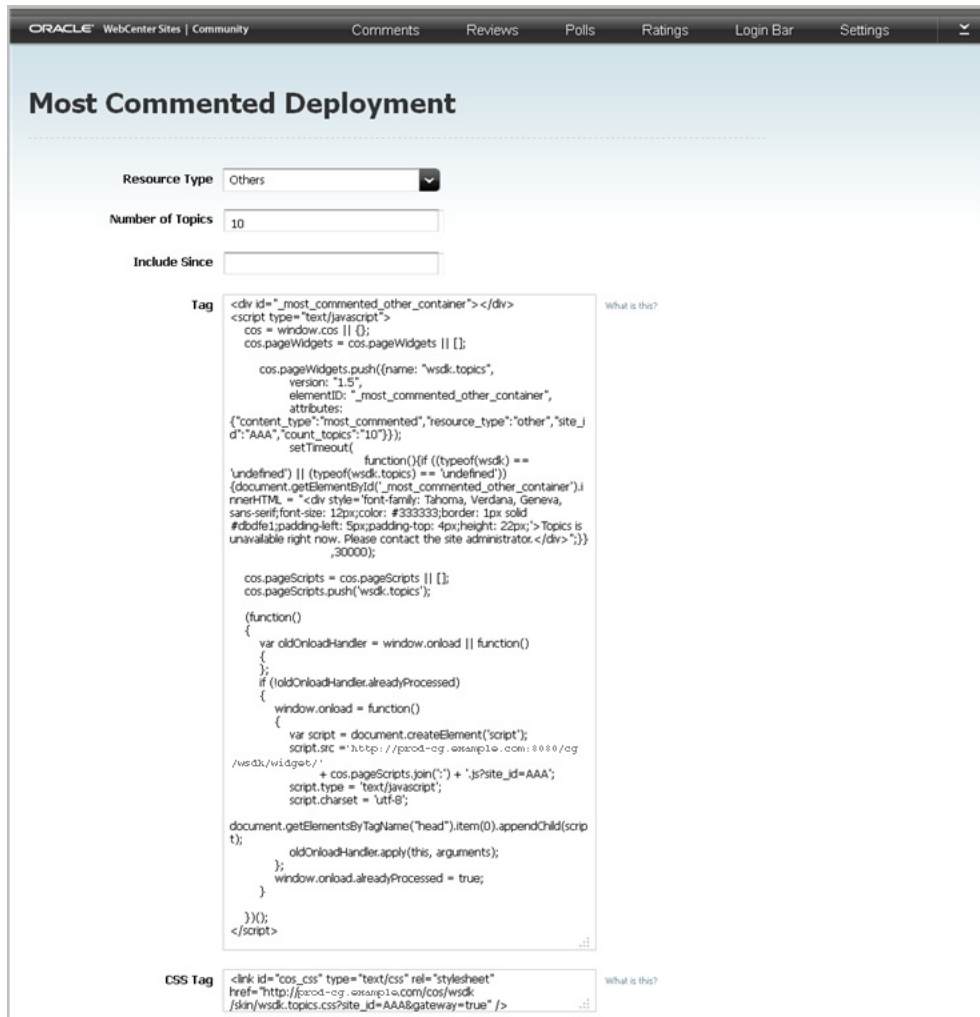 ORACLE WebCenter Sites | Community Comments Reviews Polls Ratings Login Bar Settings
Most Commented Deployment
Resource Type Others
Number of Topics 10
Include Since
Tag What is this?
<div id="_most_commented_other_container"></div>
<script type="text/javascript">
cos = window.cos || {};
cos.pageWidgets = cos.pageWidgets || [];
cos.pageWidgets.push({name: "wsdk.topics",
version: "1.5",
elementID: "_most_commented_other_container",
attributes:
{"content_type":"most_commented","resource_type":"other","site_i
d":"AAA","count_topics":"10"}});
setTimeout(
function(){if ((typeof(wsdk) ==
'undefined') || (typeof(wsdk.topics) == 'undefined'))
{document.getElementById('_most_commented_other_container').i
nnerHTML = "<div style='font-family: Tahoma, Verdana, Geneva,
sans-serif;font-size: 12px;color: #333333;border: 1px solid
#dbdfe1;padding-left: 5px;padding-top: 4px;height: 22px;'>Topics is
unavailable right now. Please contact the site administrator.</div>";}}
,30000);
cos.pageScripts = cos.pageScripts || [];
cos.pageScripts.push('wsdk.topics');
(function()
{
var oldOnloadHandler = window.onload || function()
{
};
if (!oldOnloadHandler.alreadyProcessed)
{
window.onload = function()
{
var script = document.createElement('script');
script.src ='http://prod-cg.example.com:8080/cg
/wsdk/widget/'
+ cos.pageScripts.join(':') + '.js?site_id=AAA';
script.type = 'text/javascript';
script.charset = 'utf-8';
document.getElementsByTagName("head").item(0).appendChild(scrip
t);
oldOnloadHandler.apply(this, arguments);
};
window.onload.alreadyProcessed = true;
}
})();
</script>
CSS Tag What is this?
<link id="cos_css" type="text/css" rel="stylesheet"
href="http://prod-cg.example.com/cos/wsdk
/skin/wsdk.topics.css?site_id=AAA&gateway=true" />